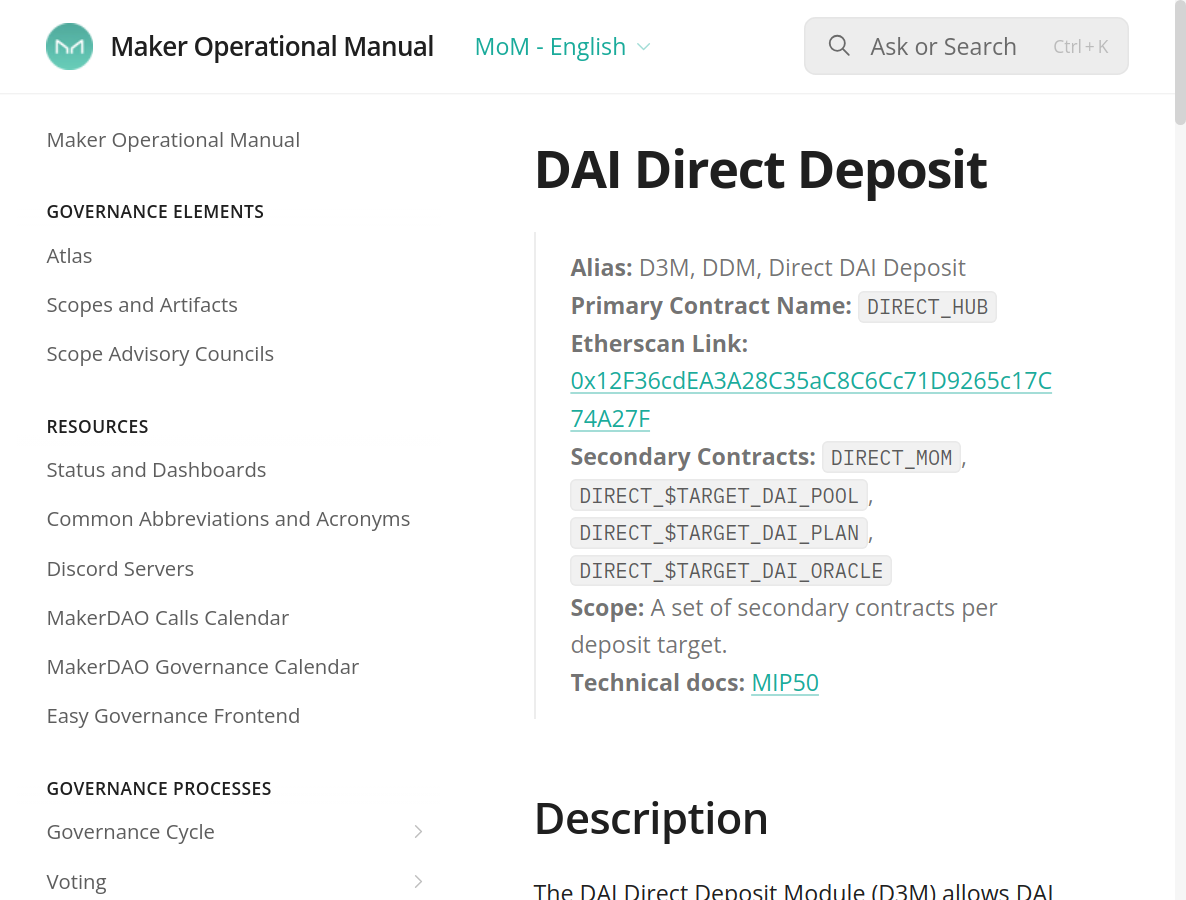 Maker Operational Manual
MoM - English
Ask or Search
Ctrl + K
Maker Operational Manual
GOVERNANCE ELEMENTS
Atlas
Scopes and Artifacts
Scope Advisory Councils
RESOURCES
Status and Dashboards
Common Abbreviations and Acronyms
Discord Servers
MakerDAO Calls Calendar
MakerDAO Governance Calendar
Easy Governance Frontend
GOVERNANCE PROCESSES
Governance Cycle
Voting
DAI Direct Deposit
Alias: D3M, DDM, Direct DAI Deposit
Primary Contract Name: DIRECT_HUB
Etherscan Link:
0x12F36cdEA3A28C35aC8C6Cc71D9265c17C
74A27F
Secondary Contracts: DIRECT_MOM,
DIRECT_$TARGET_DAI_POOL,
DIRECT_$TARGET_DAI_PLAN,
DIRECT_$TARGET_DAI_ORACLE
Scope: A set of secondary contracts per
deposit target.
Technical docs: MIP50
Description
The DAI Direct Deposit Module (D3M) allows DAI